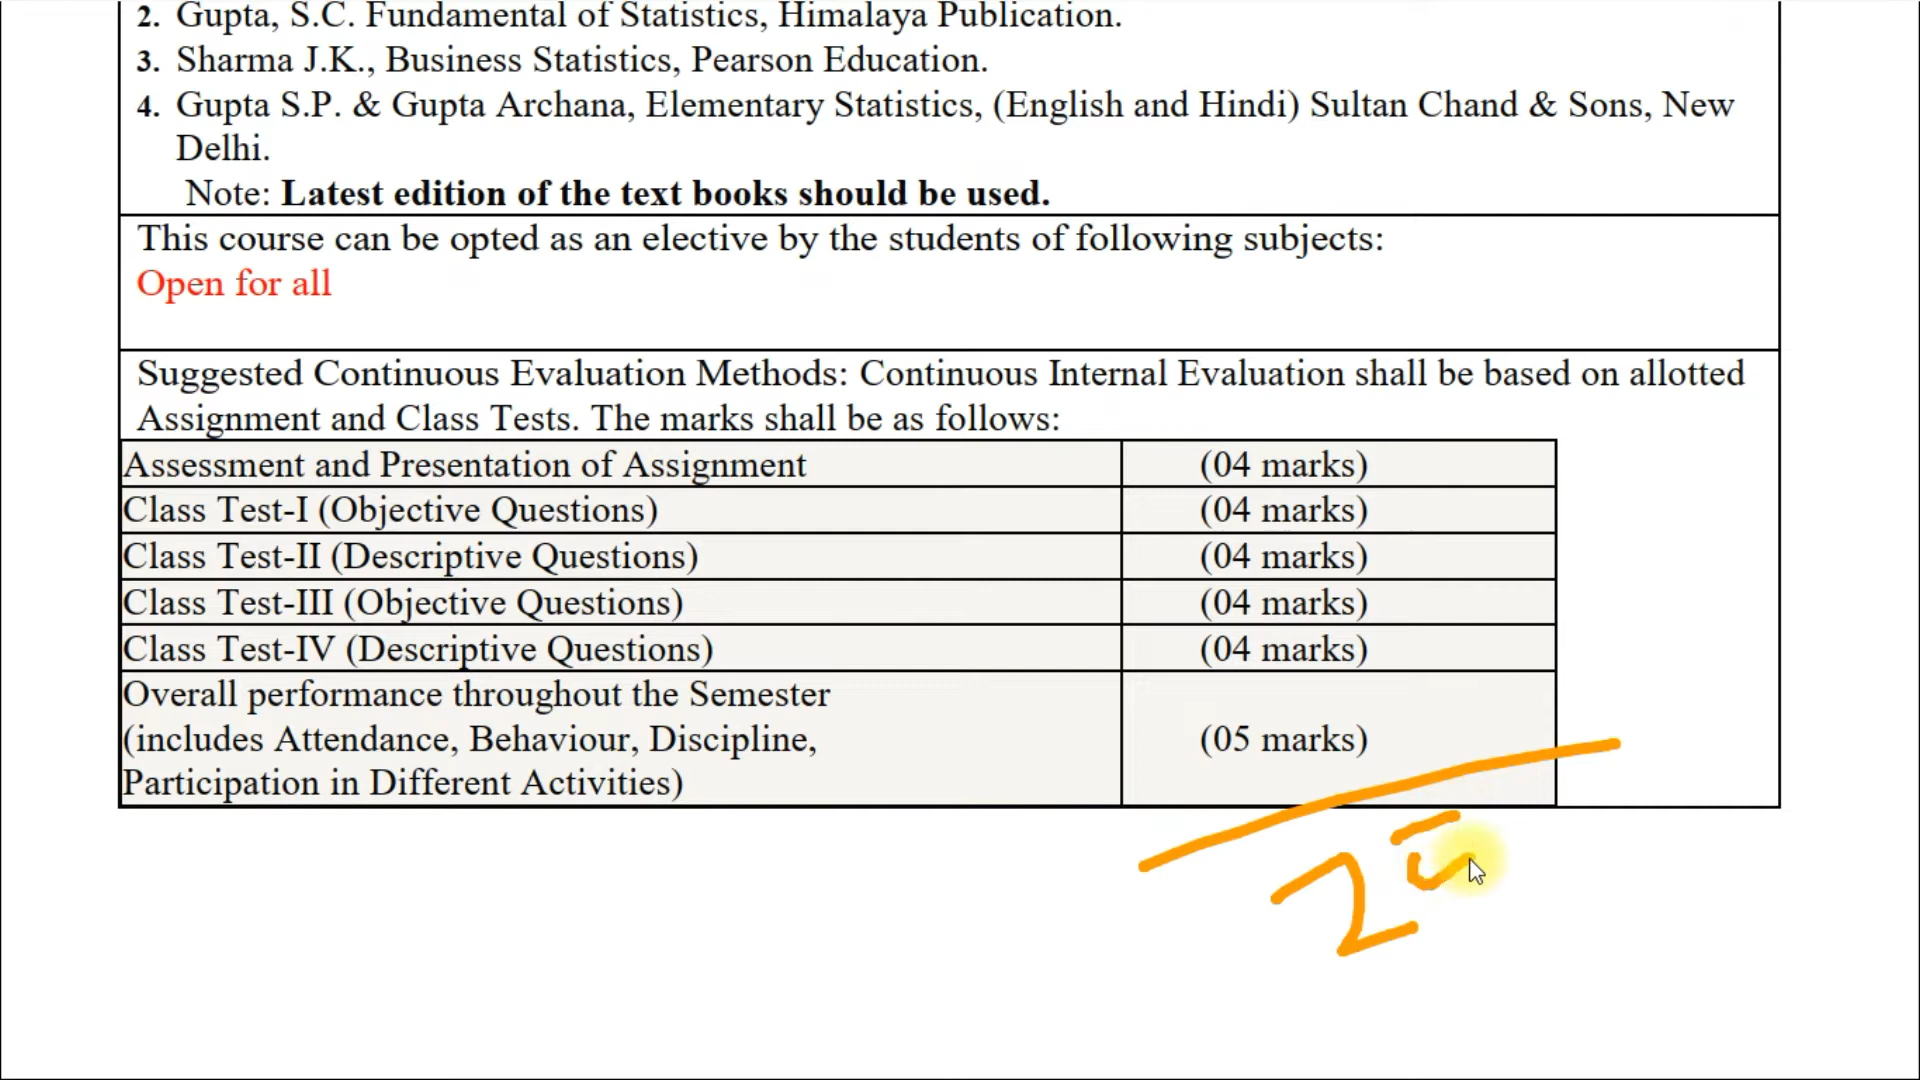 2. Gupta, S.C. Fundamental of Statistics, Himalaya Publication.
3. Sharma J.K., Business Statistics, Pearson Education.
4. Gupta S.P. & Gupta Archana, Elementary Statistics, (English and Hindi) Sultan Chand & Sons, New
Delhi.
Note: Latest edition of the text books should be used.
This course can be opted as an elective by the students of following subjects:
Open for all
Suggested Continuous Evaluation Methods: Continuous Internal Evaluation shall be based on allotted
Assignment and Class Tests. The marks shall be as follows:
Assessment and Presentation of Assignment (04 marks)
Class Test-I (Objective Questions) (04 marks)
Class Test-II (Descriptive Questions) (04 marks)
Class Test-III (Objective Questions) (04 marks)
Class Test-IV (Descriptive Questions) (04 marks)
Overall performance throughout the Semester
(includes Attendance, Behaviour, Discipline, (05 marks)
Participation in Different Activities)